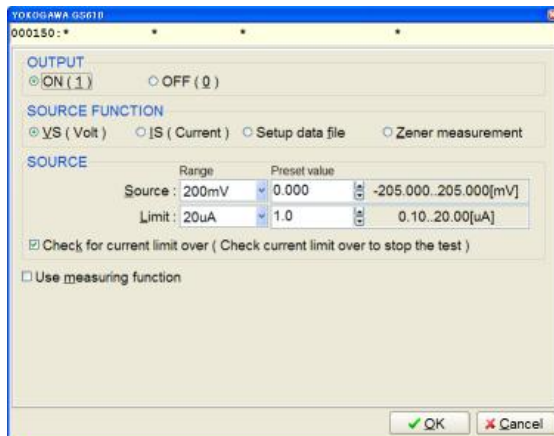 YOKOGAWA GS610
000150:* * * *
OUTPUT
ON ( 1 ) OFF ( 0 )
SOURCE FUNCTION
VS ( Volt ) IS ( Current ) Setup data file Zener measurement
SOURCE
Range Preset value
Source : 200mV 0.000 -205.000..205.000[mV]
Limit : 20uA 1.0 0.10..20.00[uA]
Check for current limit over ( Check current limit over to stop the test )
Use measuring function
OK Cancel